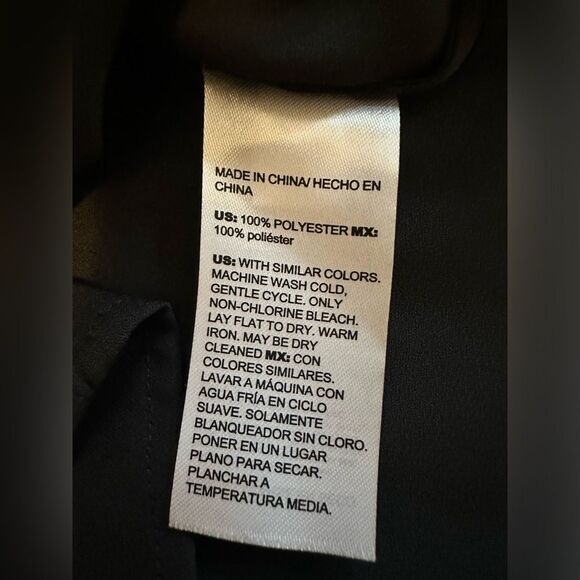 MADE IN CHINA/ HECHO EN
CHINA
US: 100% POLYESTER MX:
100% poliéster
US: WITH SIMILAR COLORS.
MACHINE WASH COLD,
GENTLE CYCLE. ONLY
NON-CHLORINE BLEACH.
LAY FLAT TO DRY. WARM
IRON. MAY BE DRY
CLEANED MX: CON
COLORES SIMILARES.
LAVAR A MÁQUINA CON
AGUA FRÍA EN CICLO
SUAVE. SOLAMENTE
BLANQUEADOR SIN CLORO.
PONER EN UN LUGAR
PLANO PARA SECAR.
PLANCHAR A
TEMPERATURA MEDIA.